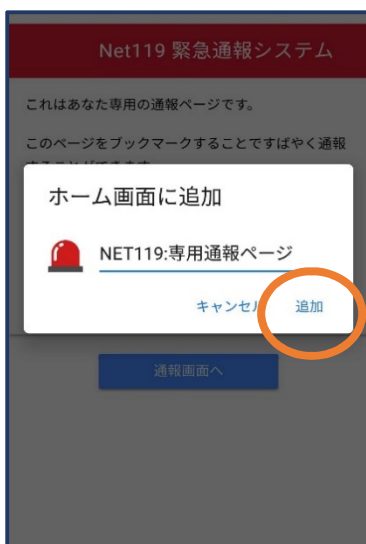 Net119 緊急通報システム
これはあなた専用の通報ページです。
このページをブックマークすることですばやく通報
ホーム画面に追加
NET119:専用通報ページ
キャンセル
追加
通報画面へ